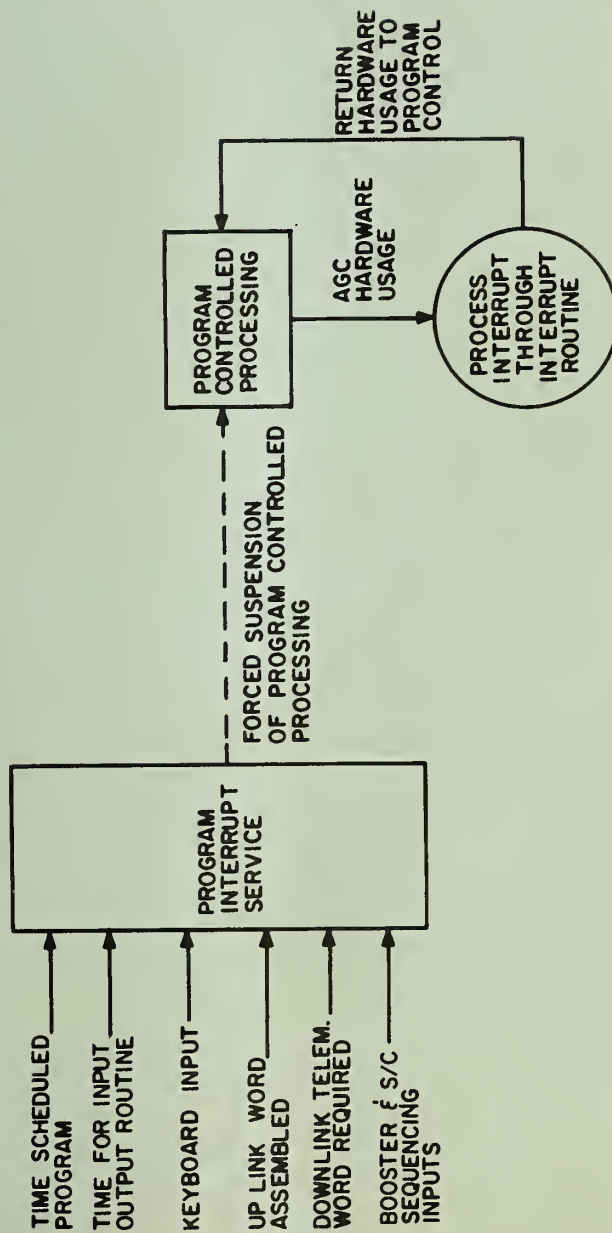 TIME SCHEDULED
PROGRAM
TIME FOR INPUT
OUTPUT ROUTINE
KEYBOARD INPUT
UP LINK WORD
ASSEMBLED
DOWNLINK TELEM.
WORD REQUIRED
BOOSTER & S/C
SEQUENCING
INPUTS
PROGRAM
INTERRUPT
SERVICE
FORCED SUSPENSION
OF PROGRAM CONTROLLED
PROCESSING
PROGRAM
CONTROLLED
PROCESSING
AGC
HARDWARE
USAGE
PROCESS
INTERRUPT
THROUGH
INTERRUPT
ROUTINE
RETURN
HARDWARE
USAGE TO
PROGRAM
CONTROL